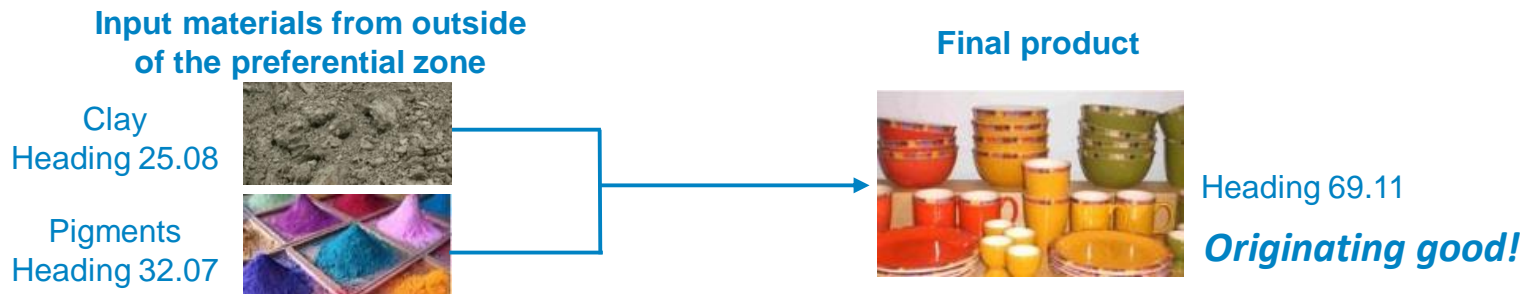 Input materials from outside
of the preferential zone
Final product
Clay
Heading 25.08
Pigments
Heading 32.07
Heading 69.11
Originating good!